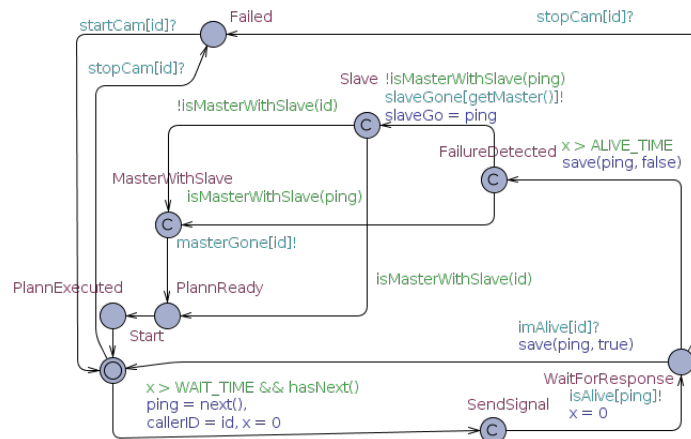 Failed
startCam[id]?
stopCam[id]?
stopCam[id]?
Slave
!isMasterWithSlave(ping)
slaveGone[getMaster()]!
slaveGo = ping
!isMasterWithSlave(id)
C
x > ALIVE_TIME
save(ping, false)
FailureDetected
C
MasterWithSlave
isMasterWithSlave(ping)
C
masterGone[id]!
isMasterWithSlave(id)
PlannExecuted
PlannReady
Start
imAlive[id]?
save(ping, true)
x > WAIT_TIME && hasNext()
ping = next(),
callerID = id, x = 0
WaitForResponse
isAlive[ping]!
x = 0
SendSignal
C